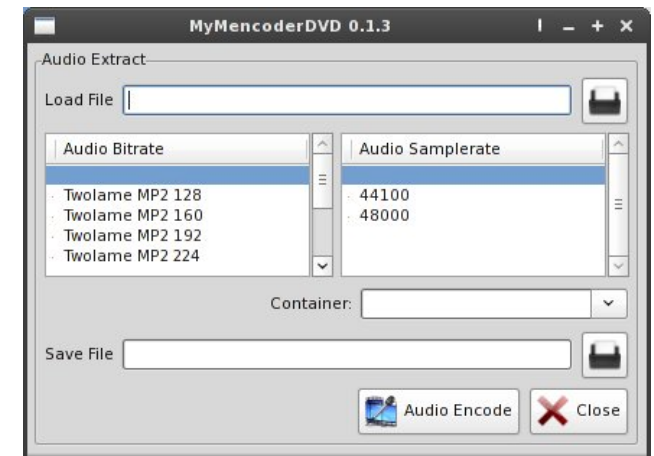 MyMencoderDVD 0.1.3
Audio Extract
Load File
Audio Bitrate
Audio Samplerate
Twolame MP2 128
44100
Twolame MP2 160
48000
Twolame MP2 192
Twolame MP2 224
Container:
Save File
Audio Encode
Close